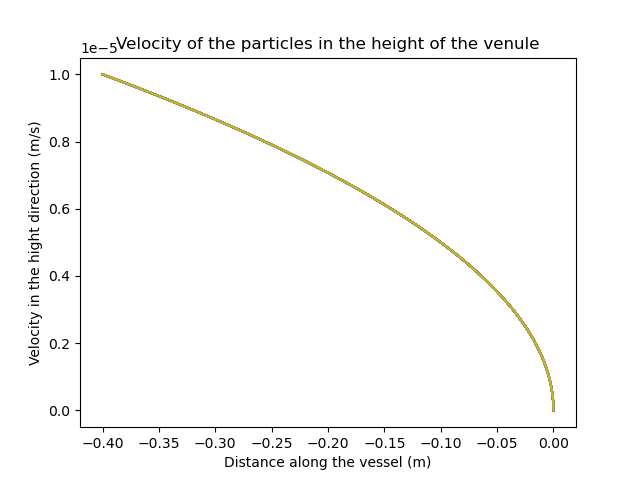 Velocity of the particles in the height of the venule
1e−5
1.0
0.8
0.6
0.4
0.2
0.0
Velocity in the hight direction (m/s)
−0.40 −0.35 −0.30 −0.25 −0.20 −0.15 −0.10 −0.05 0.00
Distance along the vessel (m)